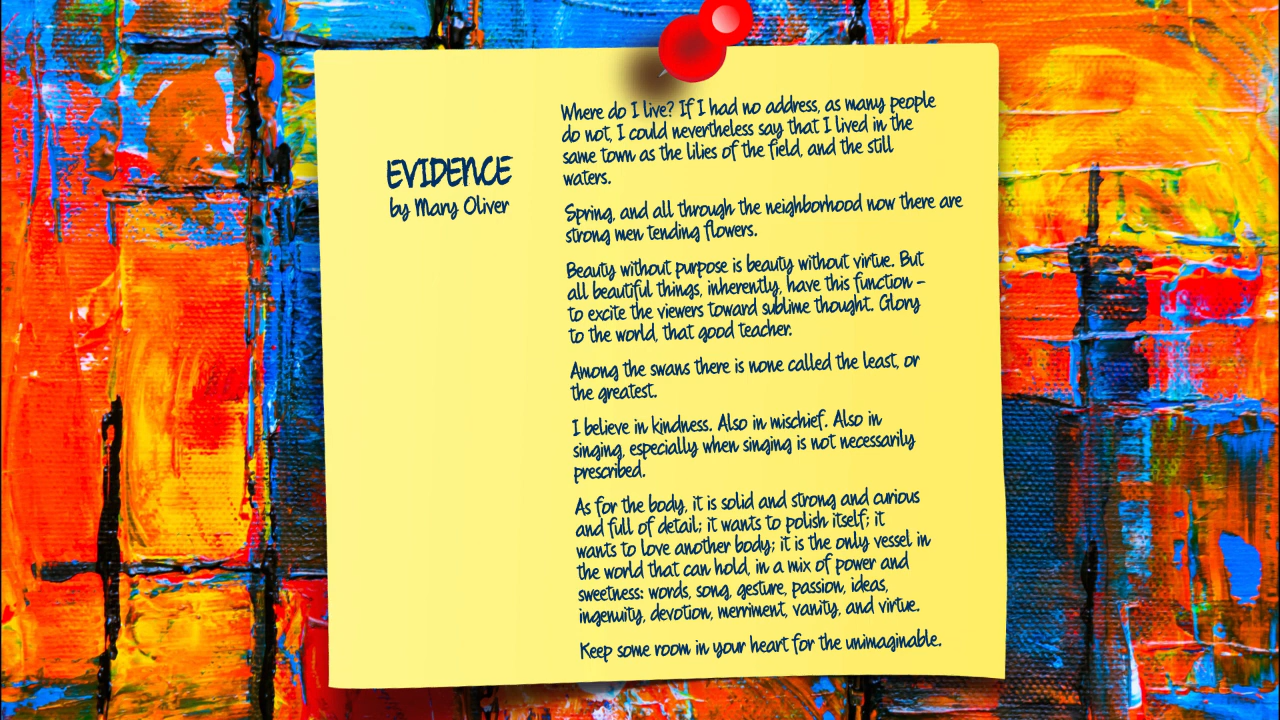 EVIDENCE
by Mary Oliver
Where do I live? If I had no address, as many people
do not, I could nevertheless say that I lived in the
same town as the lilies of the field, and the still
waters.
Spring, and all through the neighborhood now there are
strong men tending flowers.
Beauty without purpose is beauty without virtue. But
all beautiful things, inherently, have this function -
to excite the viewers toward sublime thought. Glory
to the world, that good teacher.
Among the swans there is none called the least, or
the greatest.
I believe in kindness. Also in mischief. Also in
singing, especially when singing is not necessarily
prescribed.
As for the body, it is solid and strong and curious
and full of detail; it wants to polish itself; it
wants to love another body; it is the only vessel in
the world that can hold, in a mix of power and
sweetness: words, song, gesture, passion, ideas,
ingenuity, devotion, merriment, vanity, and virtue.
Keep some room in your heart for the unimaginable.